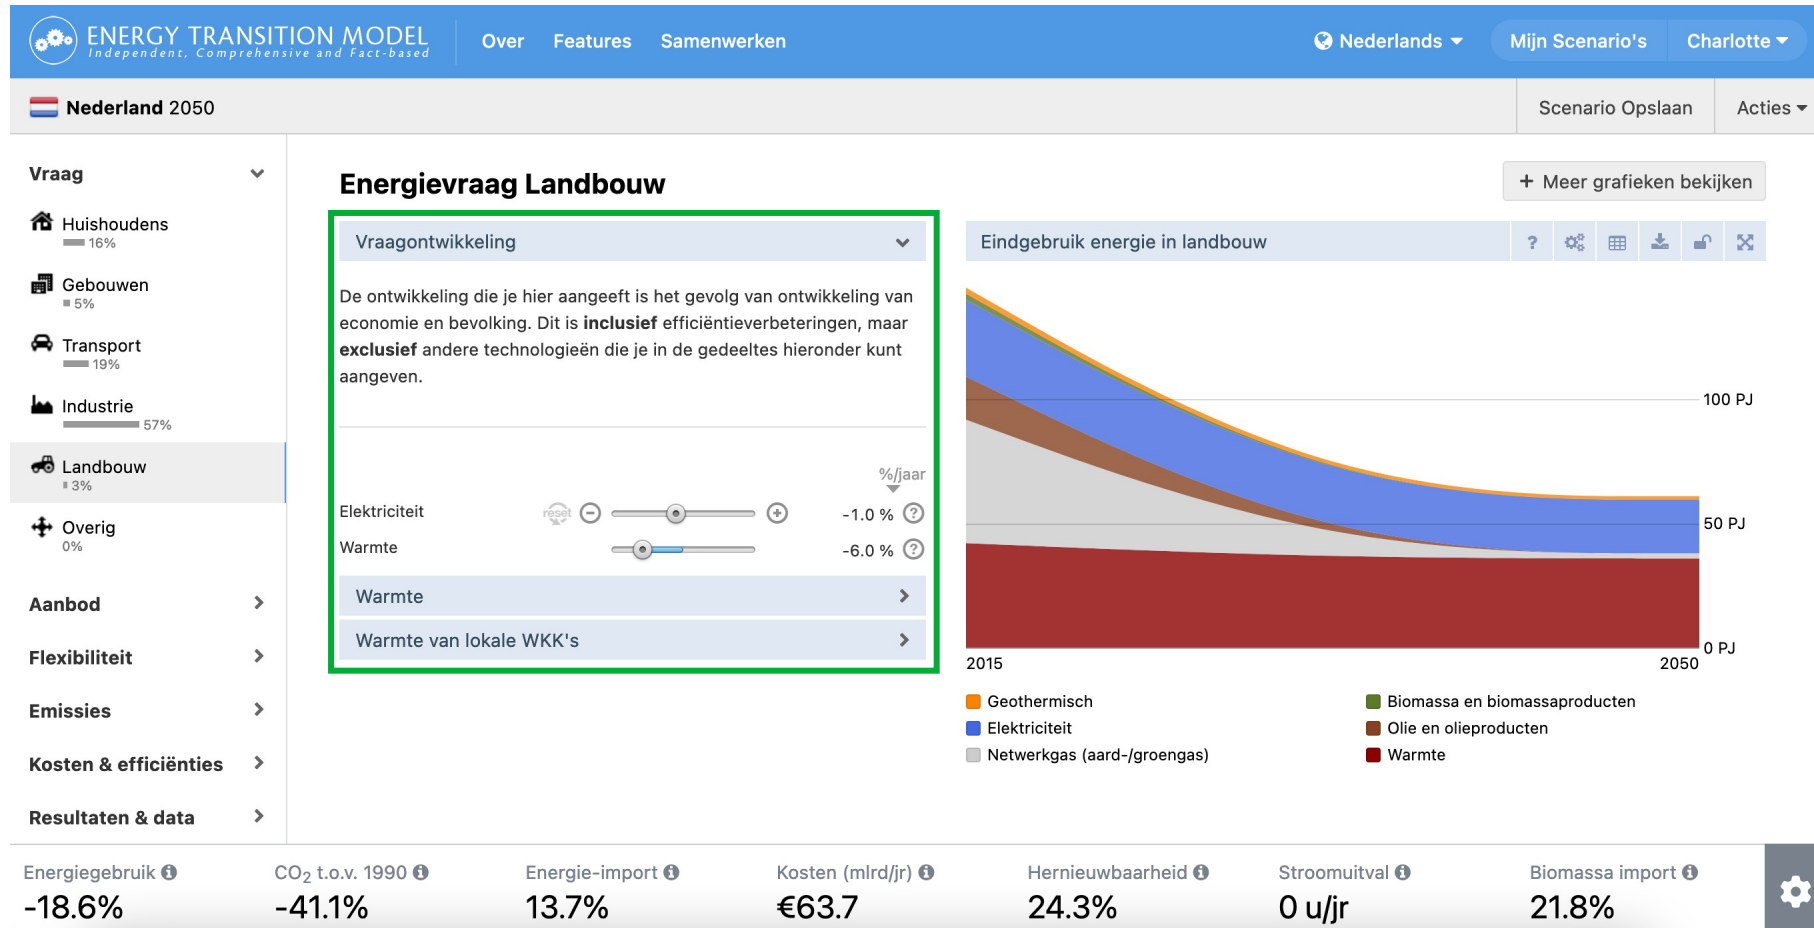 ENERGY TRANSITION MODEL
Independent, Comprehensive and Fact-based
Over Features Samenwerken
Nederlands Mijn Scenario's Charlotte
Nederland 2050
Scenario Opslaan Acties
Vraag
Huishoudens
16%
Gebouwen
5%
Transport
19%
Industrie
57%
Landbouw
3%
Overig
0%
Aanbod
Flexibiliteit
Emissies
Kosten & efficiënties
Resultaten & data
Energievraag Landbouw
+ Meer grafieken bekijken
Vraagontwikkeling
De ontwikkeling die je hier aangeeft is het gevolg van ontwikkeling van
economie en bevolking. Dit is inclusief efficiëntieverbeteringen, maar
exclusief andere technologieën die je in de gedeeltes hieronder kunt
aangeven.
%/jaar
Elektriciteit reset -1.0 % ?
Warmte -6.0 % ?
Warmte
Warmte van lokale WKK's
Eindgebruik energie in landbouw ?
100 PJ
50 PJ
0 PJ
2015 2050
Geothermisch Biomassa en biomassaproducten
Elektriciteit Olie en olieproducten
Netwerkgas (aard-/groengas) Warmte
Energiegebruik CO2 t.o.v. 1990 Energie-import Kosten (mlrd/jr) Hernieuwbaarheid Stroomuitval Biomassa import
-18.6% -41.1% 13.7% €63.7 24.3% 0 u/jr 21.8%